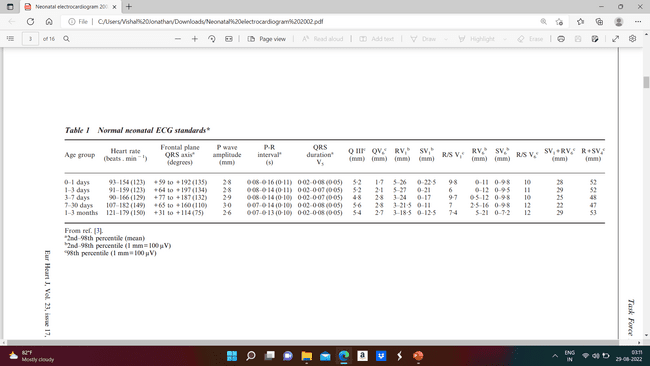 Neonatal electrocardiogram 200
File | C:/Users/Vishal%20Jonathan/Downloads/Neonatal%20electrocardiogram%202002.pdf
3 of 16
Page view | Read aloud | Add text | Draw Highlight Erase
Table 1 Normal neonatal ECG standards*
Age group Heart rate (beats . min −1) Frontal plane QRS axisa (degrees) P wave amplitude (mm) P-R intervala (s) QRS durationa V5 Q IIIc (mm) QV6c (mm) RV1b (mm) SV1b (mm) R/S V1c RV6b (mm) SV6b (mm) R/S V6c SV1+RV6c (mm) R+SV4c (mm)
0–1 days 93–154 (123) +59 to +192 (135) 2·8 0·08–0·16 (0·11) 0·02–0·08 (0·05) 5·2 1·7 5–26 0–22·5 9·8 0–11 0–9·8 10 28 52
1–3 days 91–159 (123) +64 to +197 (134) 2·8 0·08–0·14 (0·11) 0·02–0·07 (0·05) 5·2 2·1 5–27 0–21 6 0–12 0–9·5 11 29 52
3–7 days 90–166 (129) +77 to +187 (132) 2·9 0·08–0·14 (0·10) 0·02–0·07 (0·05) 4·8 2·8 3–24 0–17 9·7 0·5–12 0–9·8 10 25 48
7–30 days 107–182 (149) +65 to +160 (110) 3·0 0·07–0·14 (0·10) 0·02–0·08 (0·05) 5·6 2·8 3–21·5 0–11 7 2·5–16 0–9·8 12 22 47
1–3 months 121–179 (150) +31 to +114 (75) 2·6 0·07–0·13 (0·10) 0·02–0·08 (0·05) 5·4 2·7 3–18·5 0–12·5 7·4 5–21 0–7·2 12 29 53
From ref. [3].
a2nd–98th percentile (mean)
b2nd–98th percentile (1 mm=100 μV)
c98th percentile (1 mm=100 μV)
Eur Heart J, Vol. 23, issue 17,
Task Force
82°F
Mostly cloudy
ENG
IN
03:11
29-08-2022